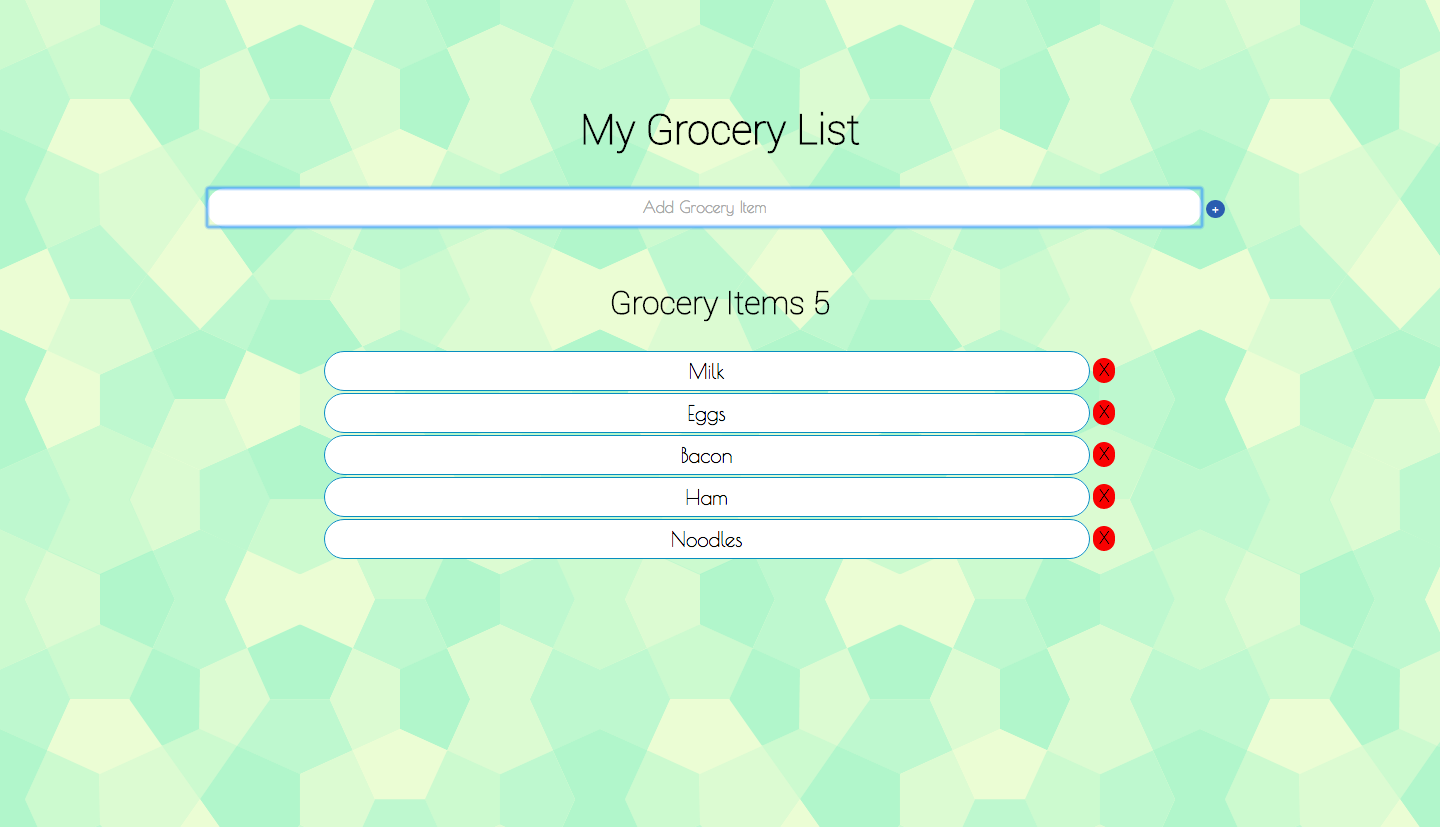 My Grocery List
Add Grocery Item
+
Grocery Items 5
Milk
X
Eggs
X
Bacon
X
Ham
X
Noodles
X